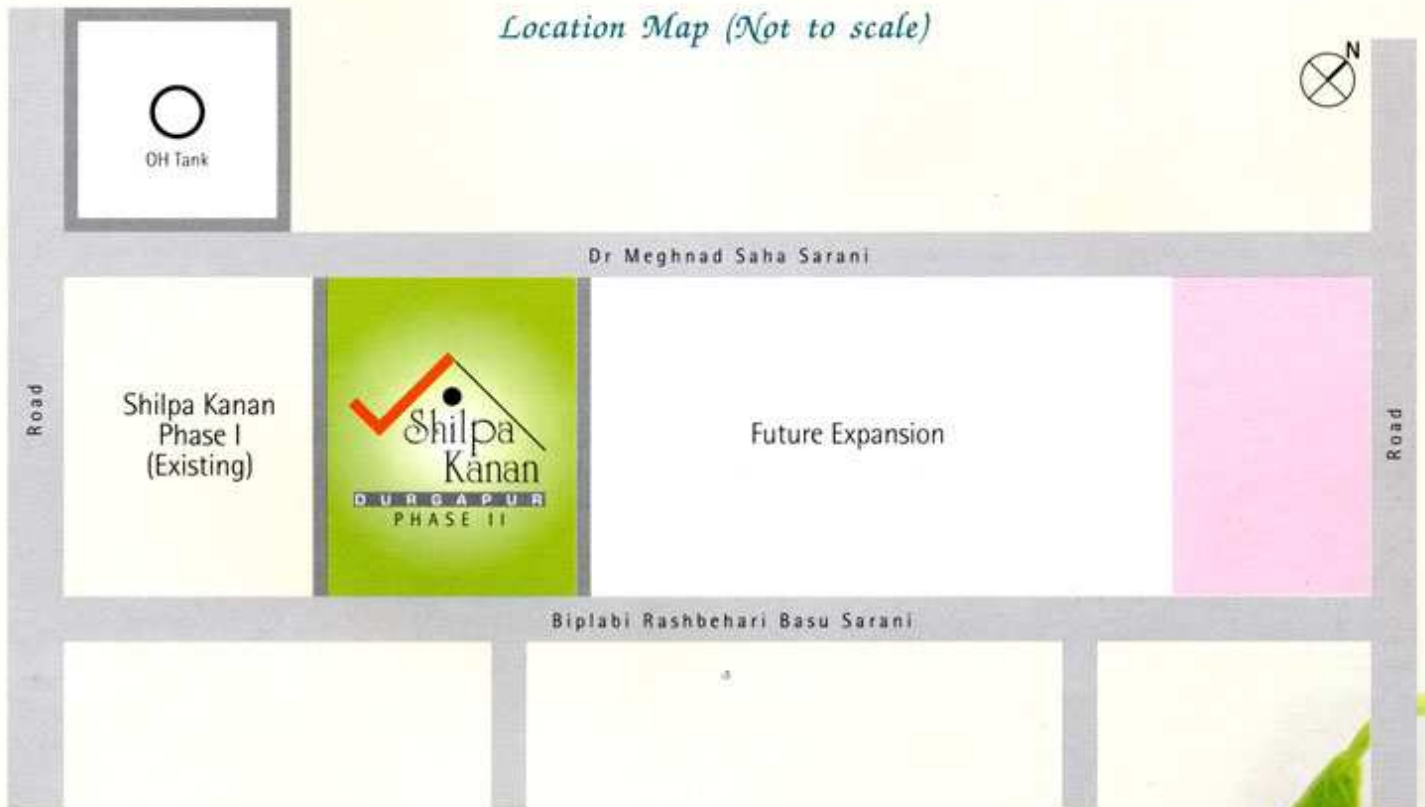 Location Map (Not to scale)
N
OH Tank
Dr Meghnad Saha Sarani
Road
Shilpa Kanan
Phase I
(Existing)
Shilpa
Kanan
DURGAPUR
PHASE II
Future Expansion
Road
Biplabi Rashbehari Basu Sarani